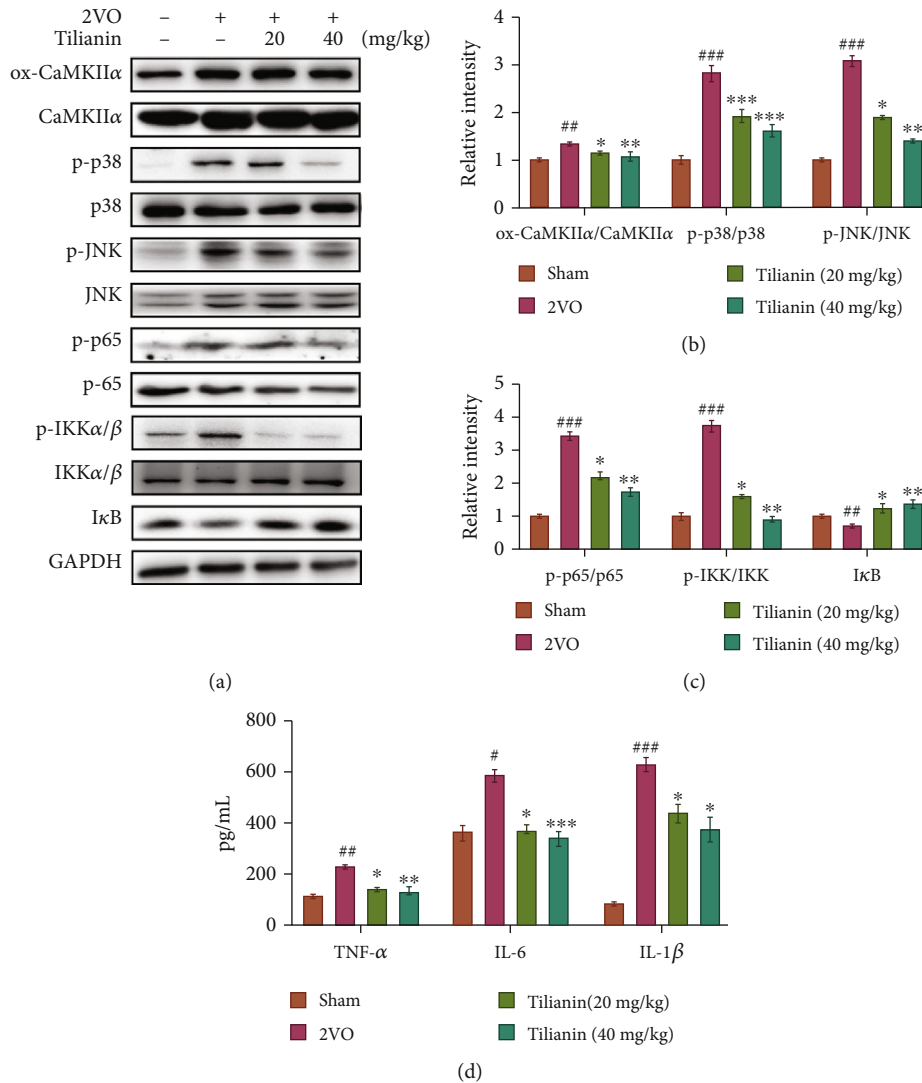 2VO – + + +
Tilianin – – 20 40 (mg/kg)
ox-CaMKIIα
CaMKIIα
p-p38
p38
p-JNK
JNK
p-p65
p-65
p-IKKα/β
IKKα/β
IκB
GAPDH
(a)
Relative intensity
4
3
2
1
0
## * ** ### *** *** ### * **
ox-CaMKIIα/CaMKIIα p-p38/p38 p-JNK/JNK
Sham Tilianin (20 mg/kg)
2VO Tilianin (40 mg/kg)
(b)
Relative intensity
5
4
3
2
1
0
### * ** ### * ** ## * **
p-p65/p65 p-IKK/IKK IκB
Sham Tilianin (20 mg/kg)
2VO Tilianin (40 mg/kg)
(c)
pg/mL
800
600
400
200
0
## * ** # * *** ### * *
TNF-α IL-6 IL-1β
Sham Tilianin(20 mg/kg)
2VO Tilianin (40 mg/kg)
(d)